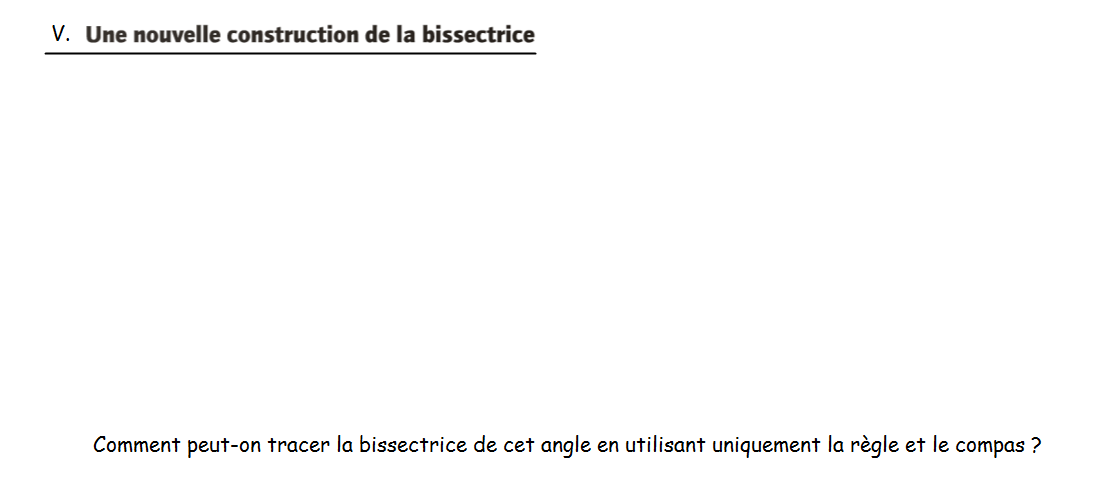 V. Une nouvelle construction de la bissectrice
Comment peut-on tracer la bissectrice de cet angle en utilisant uniquement la règle et le compas ?